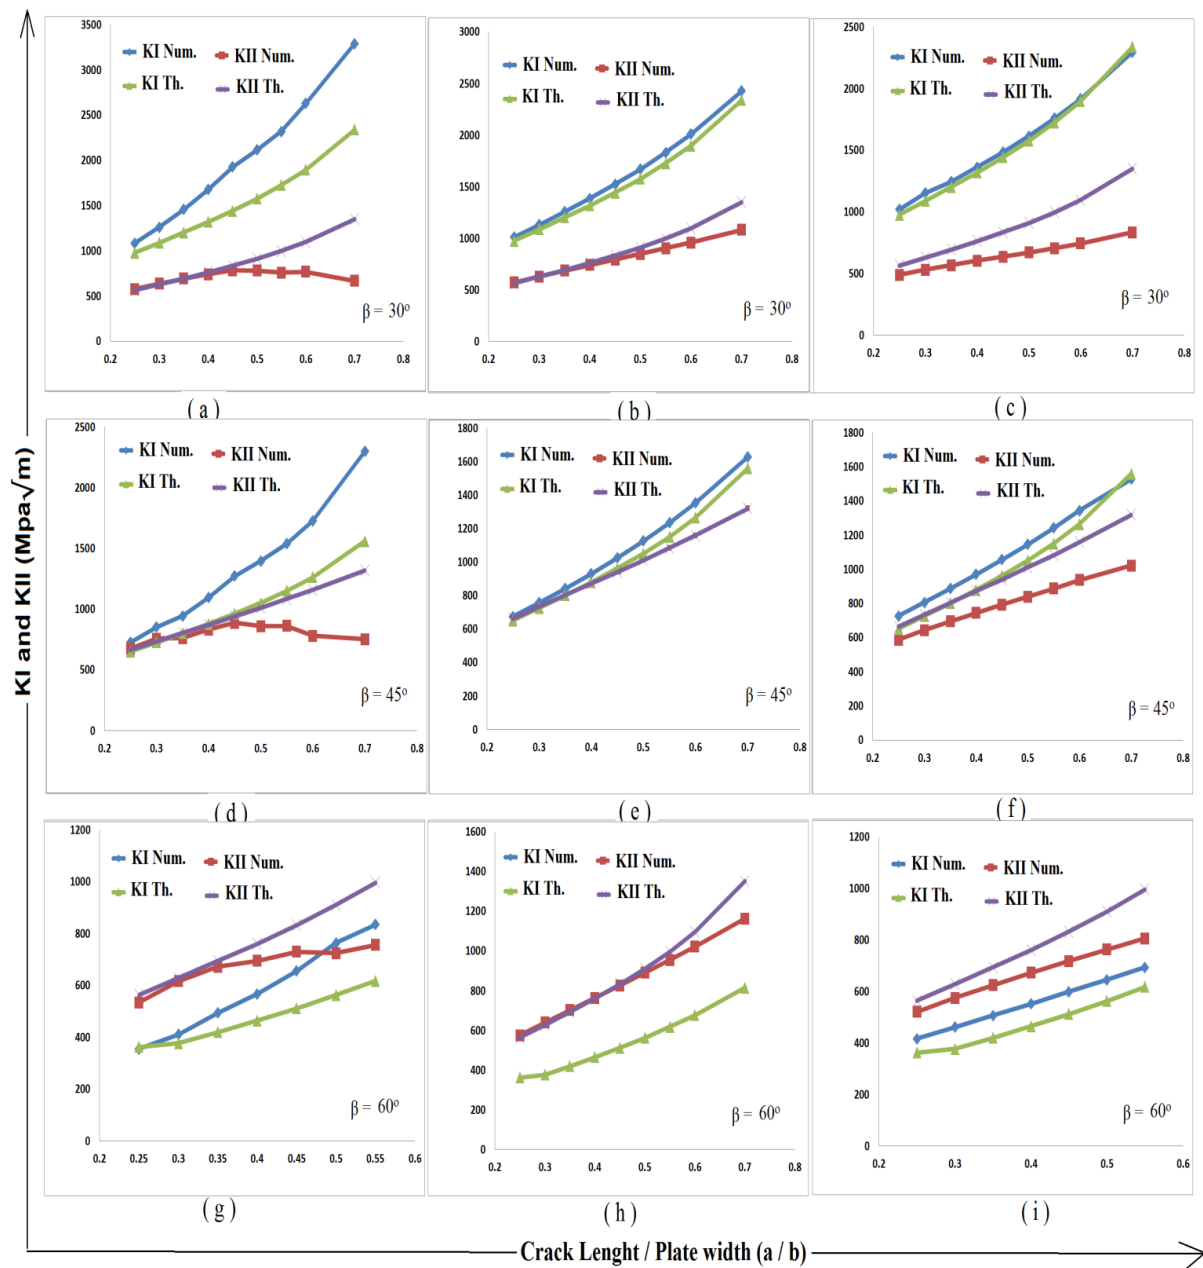 KI and KII (Mpa√m)
3500
3000
2500
2000
1500
1000
500
0
KI Num. KII Num.
KI Th. KII Th.
β = 30º
0.2 0.3 0.4 0.5 0.6 0.7 0.8
( a )
3000
2500
2000
1500
1000
500
0
KI Num. KII Num.
KI Th. KII Th.
β = 30º
0.2 0.3 0.4 0.5 0.6 0.7 0.8
( b )
2500
2000
1500
1000
500
0
KI Num. KII Num.
KI Th. KII Th.
β = 30º
0.2 0.3 0.4 0.5 0.6 0.7 0.8
( c )
2500
2000
1500
1000
500
0
KI Num. KII Num.
KI Th. KII Th.
β = 45º
0.2 0.3 0.4 0.5 0.6 0.7 0.8
( d )
1800
1600
1400
1200
1000
800
600
400
200
0
KI Num. KII Num.
KI Th. KII Th.
β = 45º
0.2 0.3 0.4 0.5 0.6 0.7 0.8
( e )
1800
1600
1400
1200
1000
800
600
400
200
0
KI Num. KII Num.
KI Th. KII Th.
β = 45º
0.2 0.3 0.4 0.5 0.6 0.7 0.8
( f )
1200
1000
800
600
400
200
0
KI Num. KII Num.
KI Th. KII Th.
β = 60º
0.2 0.25 0.3 0.35 0.4 0.45 0.5 0.55 0.6
( g )
1600
1400
1200
1000
800
600
400
200
0
KI Num. KII Num.
KI Th. KII Th.
β = 60º
0.2 0.3 0.4 0.5 0.6 0.7 0.8
( h )
1200
1000
800
600
400
200
0
KI Num. KII Num.
KI Th. KII Th.
β = 60º
0.2 0.3 0.4 0.5 0.6
( i )
Crack Lenght / Plate width (a / b)